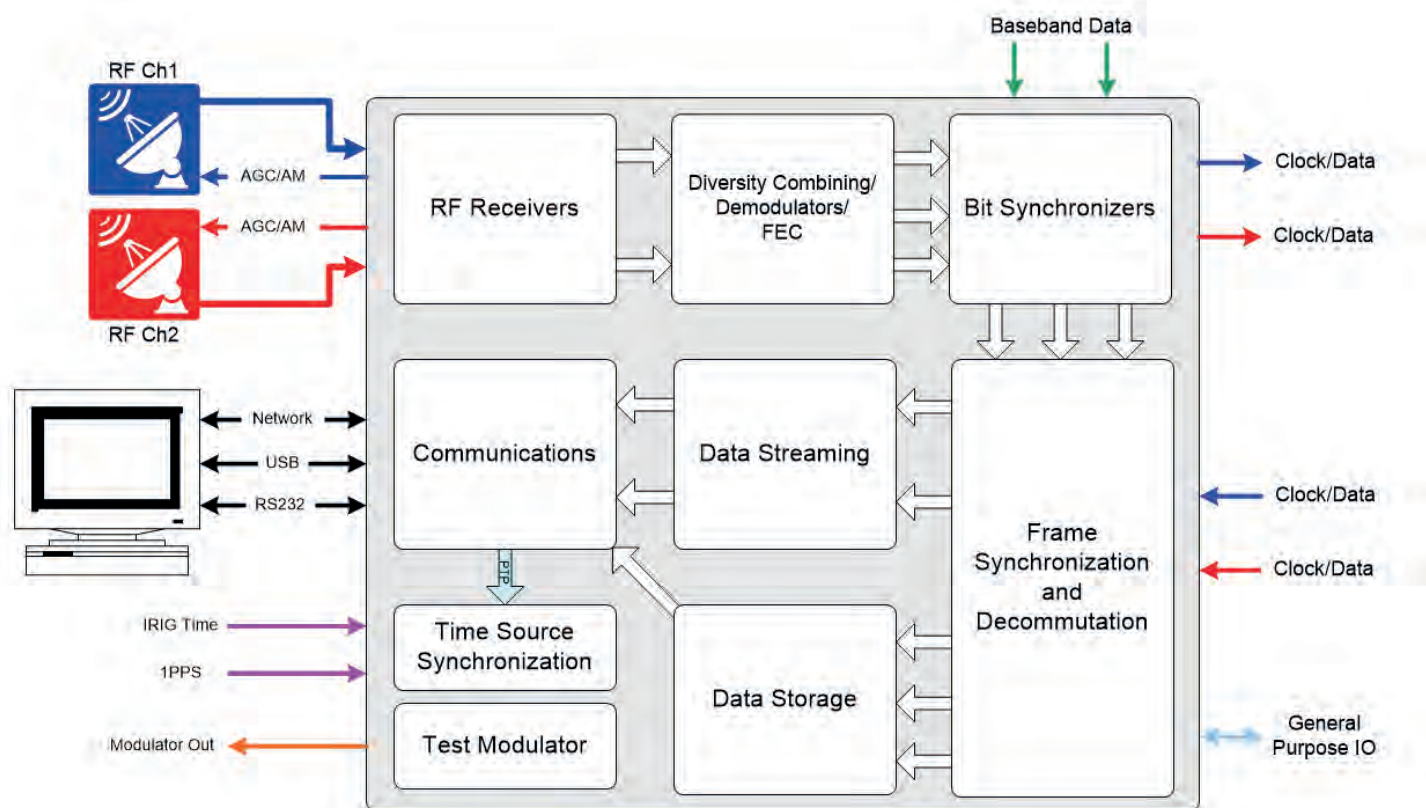 Baseband Data
RF Ch1
AGC/AM
AGC/AM
RF Ch2
RF Receivers
Diversity Combining/
Demodulators/
FEC
Bit Synchronizers
Clock/Data
Clock/Data
Network
USB
RS232
Communications
Data Streaming
Frame
Synchronization
and
Decommutation
Clock/Data
Clock/Data
PTP
IRIG Time
1PPS
Time Source
Synchronization
Data Storage
Modulator Out
Test Modulator
General
Purpose IO